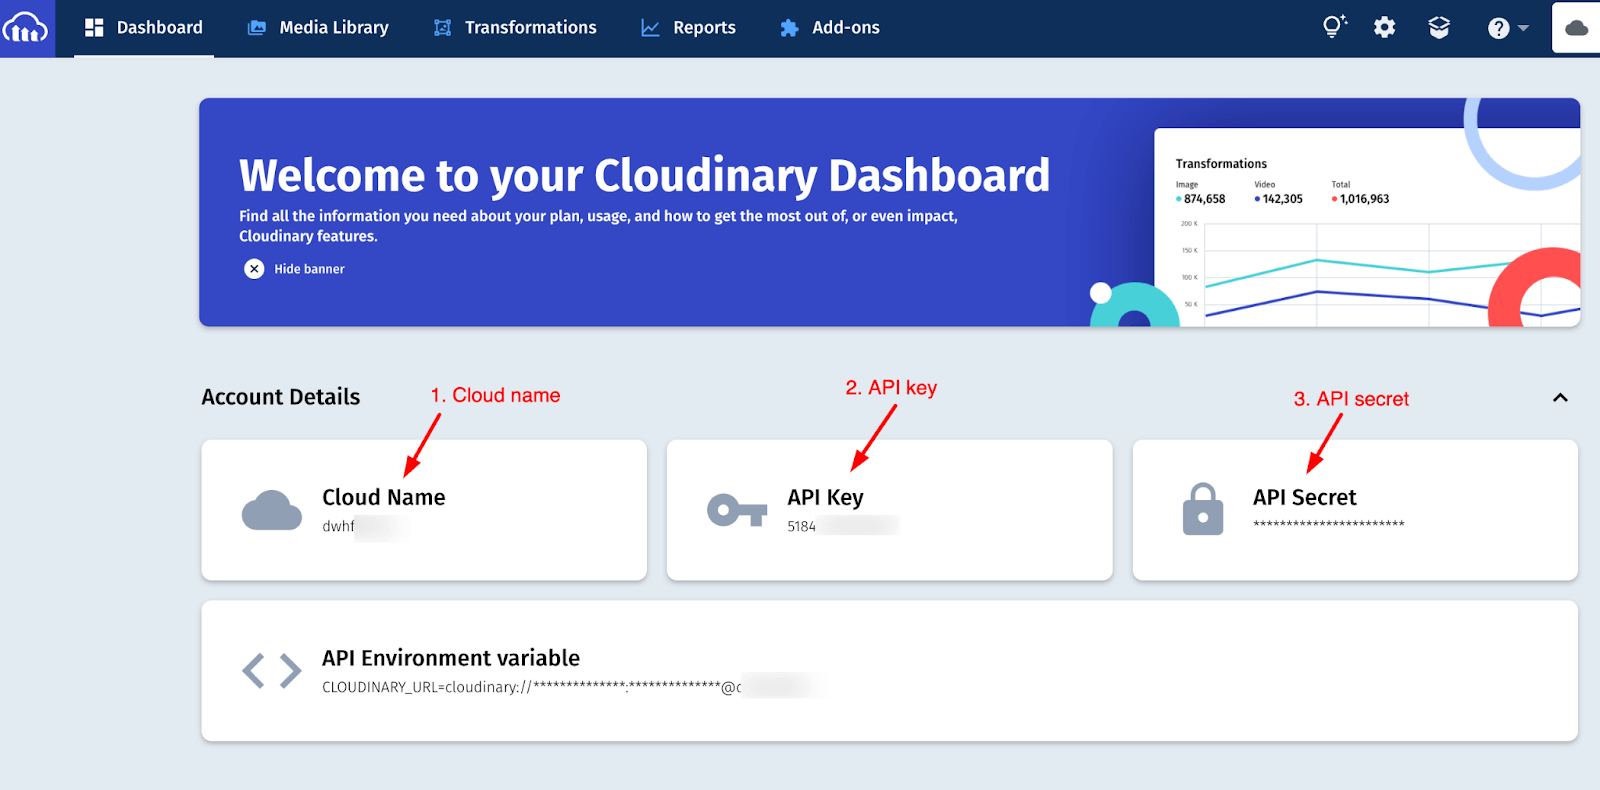 Dashboard
Media Library
Transformations
Reports
Add-ons
Welcome to your Cloudinary Dashboard
Find all the information you need about your plan, usage, and how to get the most out of, or even impact,
Cloudinary features.
Hide banner
Transformations
Image
Video
Total
874,658
142,305
1,016,963
200 K
150 K
100 K
50 K
Account Details
1. Cloud name
2. API key
3. API secret
Cloud Name
dwhf
API Key
5184
API Secret
***********************
API Environment variable
CLOUDINARY_URL=cloudinary://**************:**************@